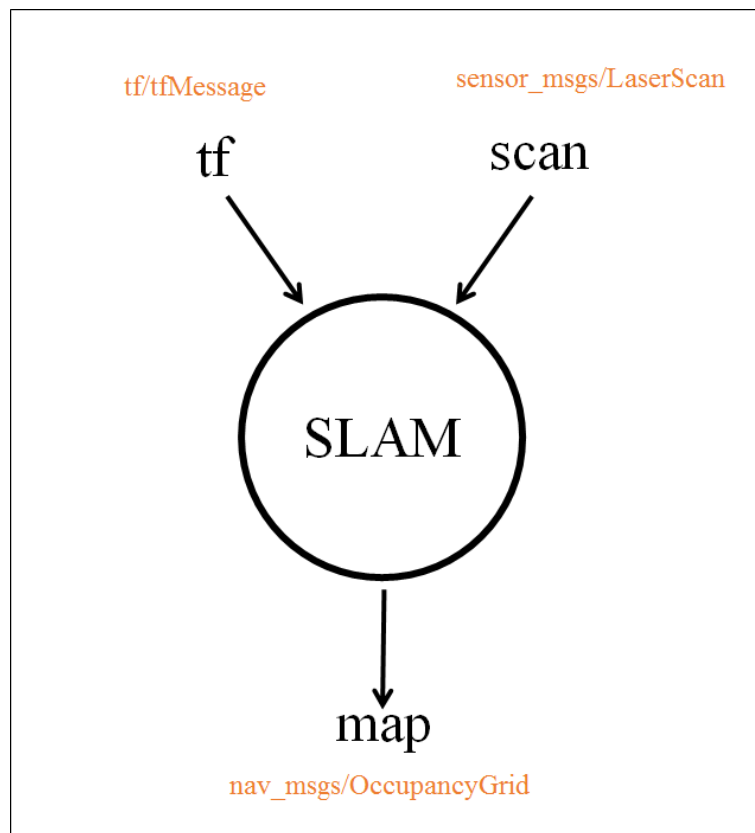 tf/tfMessage
sensor_msgs/LaserScan
tf
scan
SLAM
map
nav_msgs/OccupancyGrid